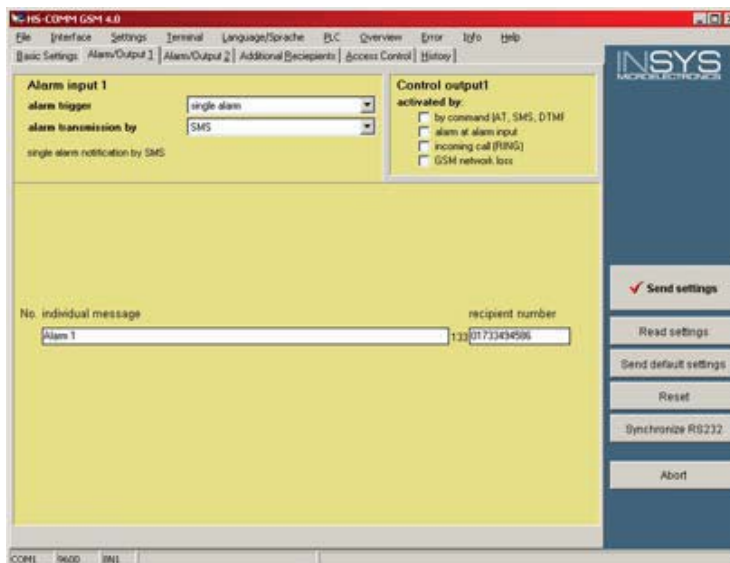 HS-COMM GSM 4.0
File Interface Settings Terminal Language/Sprache PLC Overview Error Info Help
Basic Settings Alarm/Output 1 Alarm/Output 2 Additional Reciepients Access Control History
INSYS
MICROELECTRONICS
Alarm input 1
alarm trigger single alarm
alarm transmission by SMS
single alarm notification by SMS
Control output1
activated by:
by command (AT, SMS, DTMF
alarm at alarm input
incoming call (RING)
GSM network loss
Send settings
Read settings
Send default settings
Reset
Synchronize RS232
Abort
No. individual message recipient number
Alarm 1 133 01733494586
COM1 9600 8N1